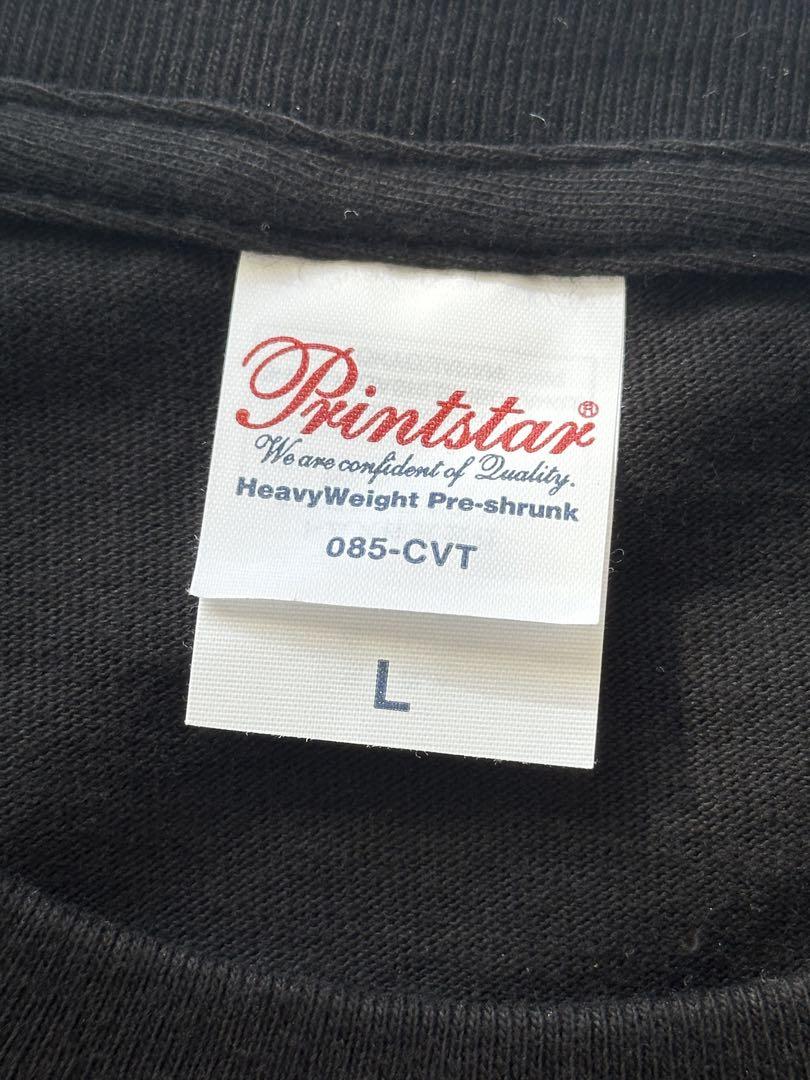 Printstar®
We are confident of Quality.
HeavyWeight Pre-shrunk
085-CVT
L